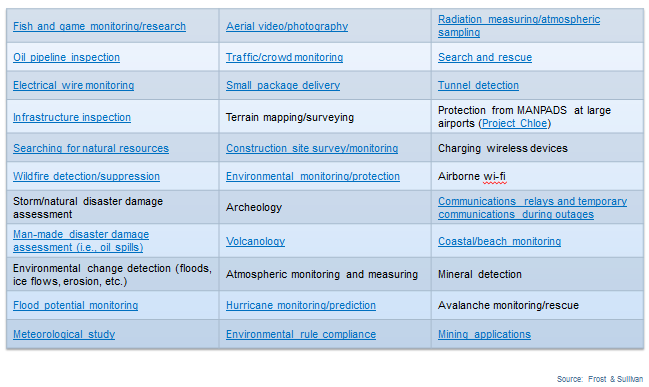 Fish and game monitoring/research
Aerial video/photography
Radiation measuring/atmospheric
sampling
Oil pipeline inspection
Traffic/crowd monitoring
Search and rescue
Electrical wire monitoring
Small package delivery
Tunnel detection
Infrastructure inspection
Terrain mapping/surveying
Protection from MANPADS at large
airports (Project Chloe)
Searching for natural resources
Construction site survey/monitoring
Charging wireless devices
Wildfire detection/suppression
Environmental monitoring/protection
Airborne wi-fi
Storm/natural disaster damage
assessment
Archeology
Communications relays and temporary
communications during outages
Man-made disaster damage
assessment (i.e., oil spills)
Volcanology
Coastal/beach monitoring
Environmental change detection (floods,
ice flows, erosion, etc.)
Atmospheric monitoring and measuring
Mineral detection
Flood potential monitoring
Hurricane monitoring/prediction
Avalanche monitoring/rescue
Meteorological study
Environmental rule compliance
Mining applications
Source: Frost & Sullivan